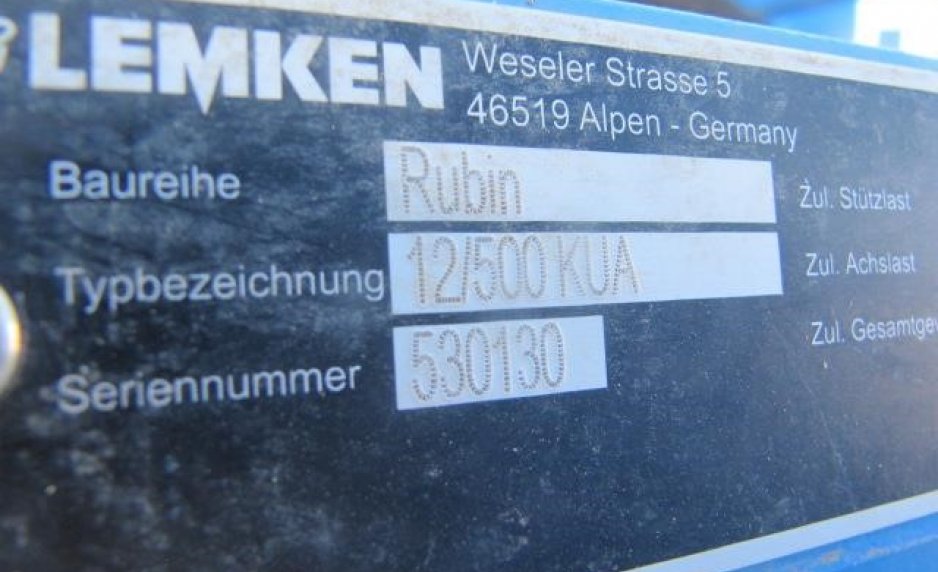 LEMKEN
Weseler Strasse 5
46519 Alpen - Germany
Baureihe Rubin
Typbezeichnung 12/500 KUA
Seriennummer 530130
Zul. Stützlast
Zul. Achslast
Zul.